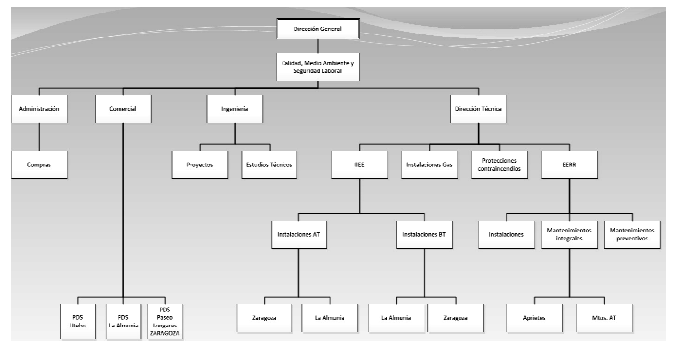 Dirección General
Calidad, Medio Ambiente y
Seguridad Laboral
Administración
Comercial
Ingeniería
Dirección Técnica
Compras
Proyectos
Estudios Técnicos
IIEE
Instalaciones Gas
Protecciones
contraincendios
EERR
Instalaciones AT
Instalaciones BT
Instalaciones
Mantenimientos
integrales
Mantenimientos
preventivos
PDS
PDS
La Almunia
PDS
Paseo
ZARAGOZA
Zaragoza
La Almunia
La Almunia
Zaragoza
Aprietes
Mtos. AT